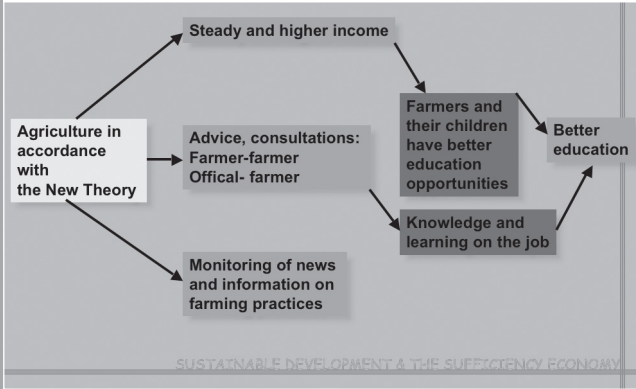 Steady and higher income
Agriculture in
accordance
with
the New Theory
Advice, consultations:
Farmer-farmer
Offical- farmer
Monitoring of news
and information on
farming practices
Farmers and
their children
have better
education
opportunities
Knowledge and
learning on the job
Better
education
SUSTAINABLE DEVELOPMENT & THE SUFFICIENCY ECONOMY